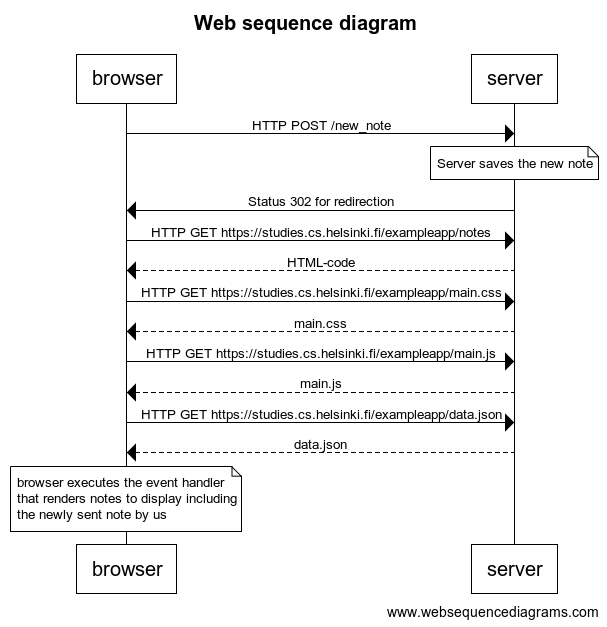 Web sequence diagram
browser
server
HTTP POST /new_note
Server saves the new note
Status 302 for redirection
HTTP GET https://studies.cs.helsinki.fi/exampleapp/notes
HTML-code
HTTP GET https://studies.cs.helsinki.fi/exampleapp/main.css
main.css
HTTP GET https://studies.cs.helsinki.fi/exampleapp/main.js
main.js
HTTP GET https://studies.cs.helsinki.fi/exampleapp/data.json
data.json
browser executes the event handler
that renders notes to display including
the newly sent note by us
browser
server
www.websequencediagrams.com